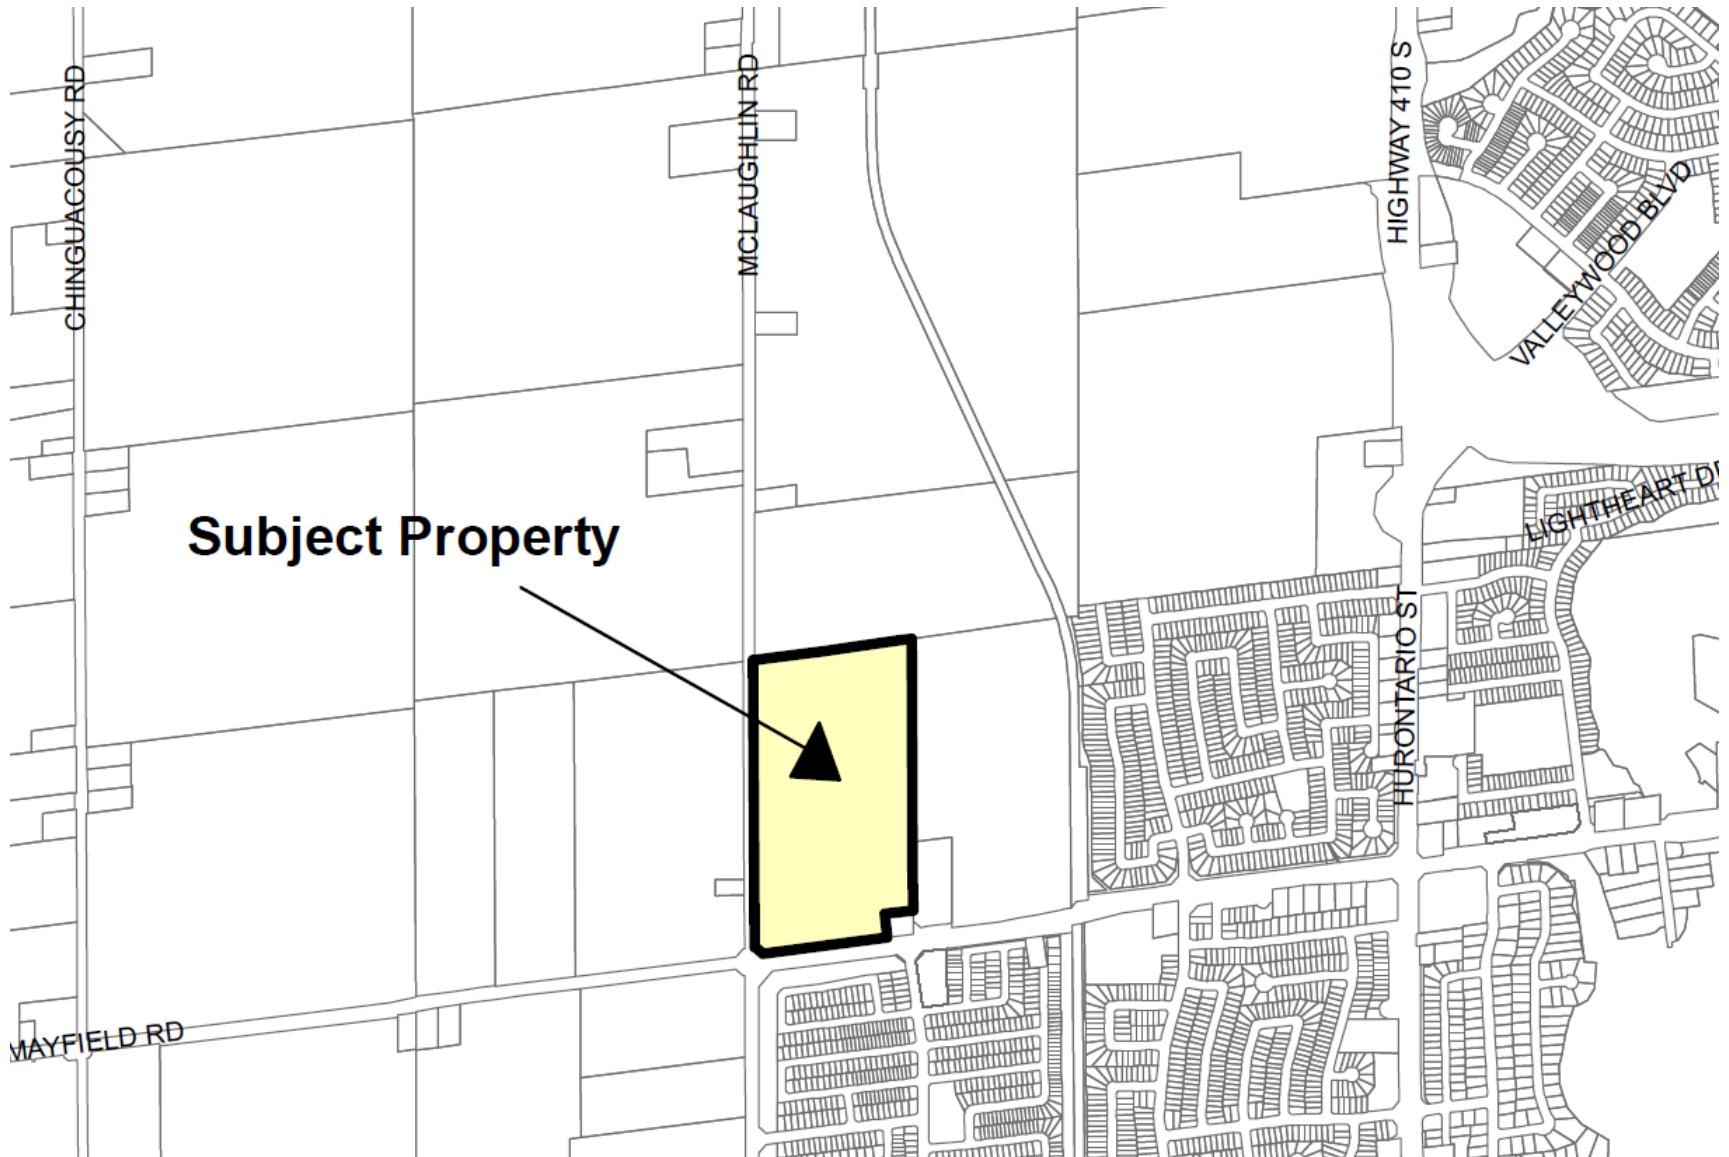 CHINGUACOUSY RD
MCLAUGHLIN RD
HIGHWAY 410 S
VALLEYWOOD BLVD
LIGHTHEART DR
Subject Property
HURONTARIO ST
MAYFIELD RD